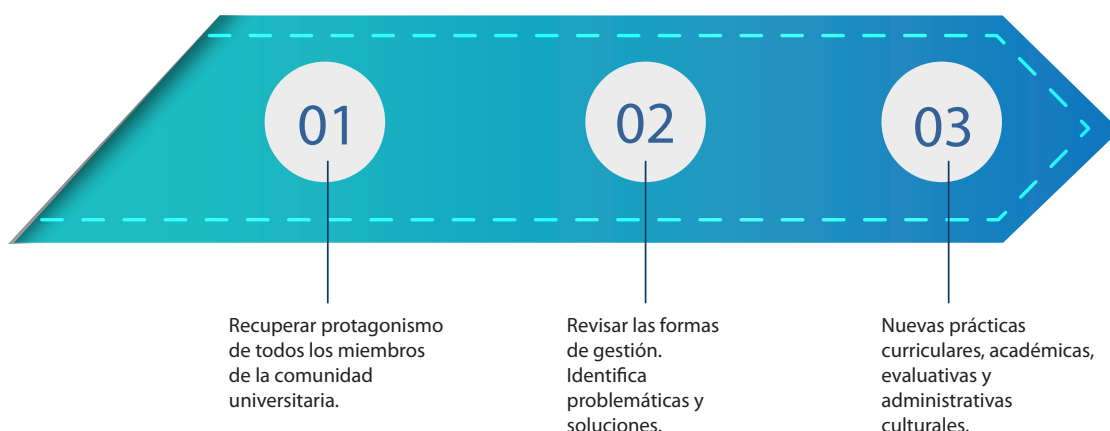 01
Recuperar protagonismo
de todos los miembros
de la comunidad
universitaria.
02
Revisar las formas
de gestión.
Identifica
problemáticas y
soluciones.
03
Nuevas prácticas
curriculares, académicas,
evaluativas y
administrativas
culturales.